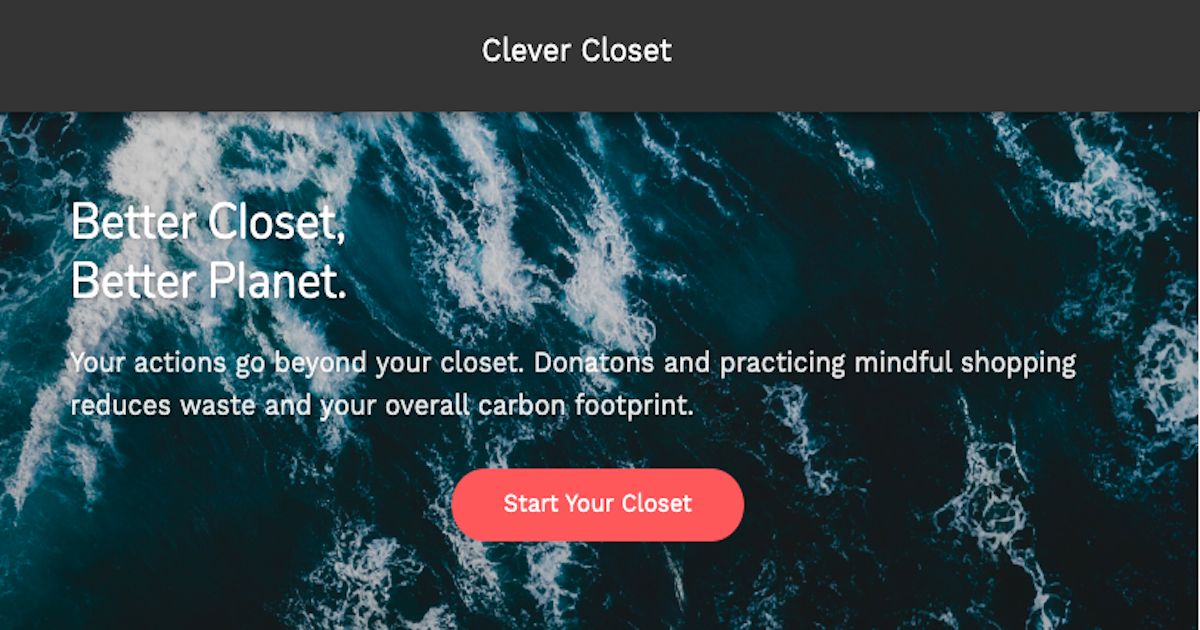 Clever Closet
Better Closet,
Better Planet.
Your actions go beyond your closet. Donatons and practicing mindful shopping
reduces waste and your overall carbon footprint.
Start Your Closet